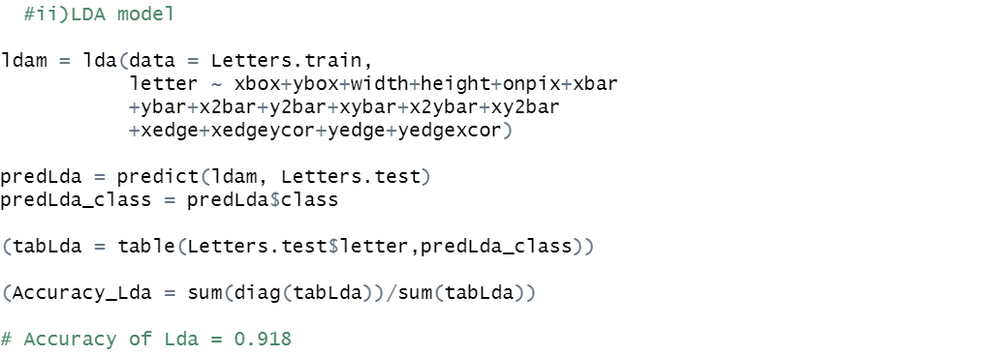 #ii)LDA model
ldam = lda(data = Letters.train,
letter ~ xbox+ybox+width+height+onpix+xbar
+ybar+x2bar+y2bar+xybar+x2ybar+xy2bar
+xedge+xedgeycor+yedge+yedgexcor)
predLda = predict(ldam, Letters.test)
predLda_class = predLda$class
(tabLda = table(Letters.test$letter,predLda_class))
(Accuracy_Lda = sum(diag(tabLda))/sum(tabLda))
# Accuracy of Lda = 0.918